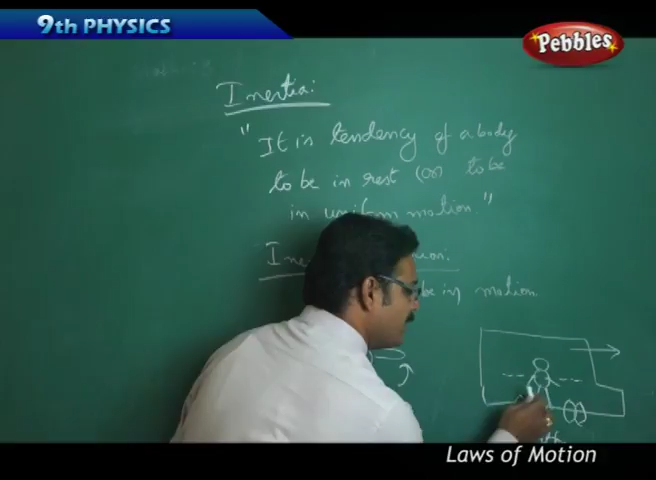 9th PHYSICS
Pebbles
Inertia:
"It is tendency of a body
to be in rest (or) to be
in uniform motion."
be in motion.
Laws of Motion